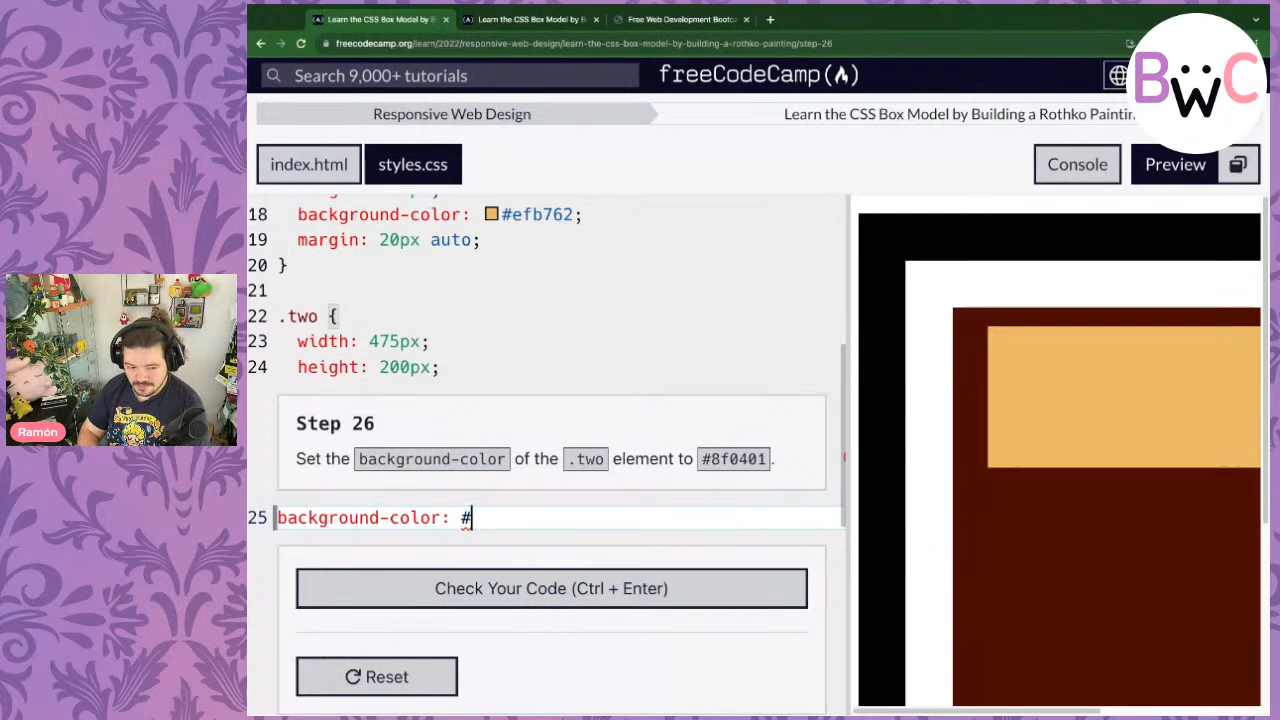 Learn the CSS Box Model by B
Learn the CSS Box Model by B
Free Web Development Bootca
freecodecamp.org/learn/2022/responsive-web-design/learn-the-css-box-model-by-building-a-rothko-painting/step-26
Search 9,000+ tutorials
freeCodeCamp(🔥)
BWC
Responsive Web Design
Learn the CSS Box Model by Building a Rothko Paintin
index.html
styles.css
Console
Preview
18 background-color: #efb762;
19 margin: 20px auto;
20 }
21
22 .two {
23 width: 475px;
24 height: 200px;
Step 26
Set the background-color of the .two element to #8f0401.
25 background-color: #
Check Your Code (Ctrl + Enter)
Reset
Ramón